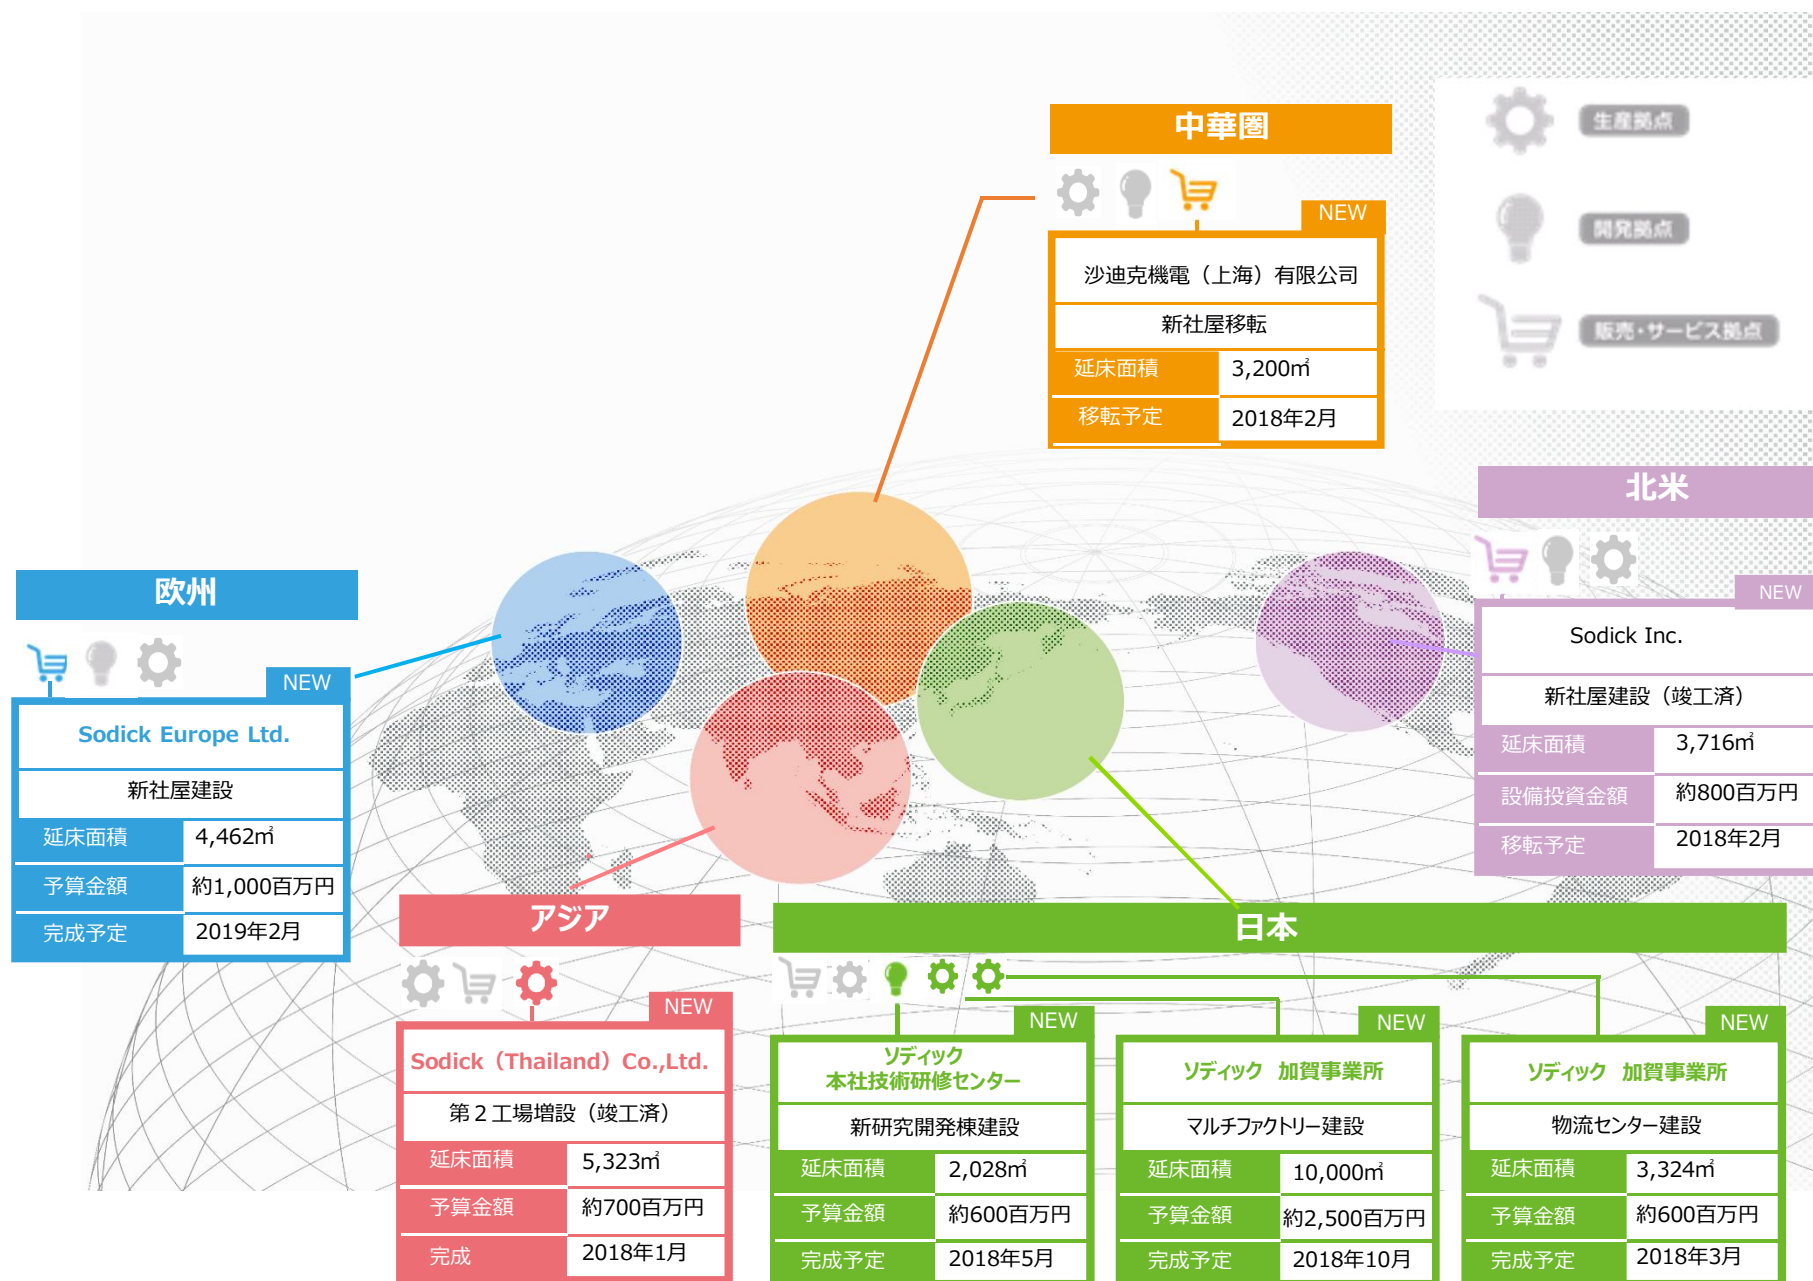 中華圏
NEW
沙迪克機電（上海）有限公司
新社屋移転
延床面積 3,200㎡
移転予定 2018年2月
生産拠点
開発拠点
販売・サービス拠点
北米
NEW
Sodick Inc.
新社屋建設（竣工済）
延床面積 3,716㎡
設備投資金額 約800百万円
移転予定 2018年2月
欧州
NEW
Sodick Europe Ltd.
新社屋建設
延床面積 4,462㎡
予算金額 約1,000百万円
完成予定 2019年2月
アジア
NEW
Sodick（Thailand）Co.,Ltd.
第２工場増設（竣工済）
延床面積 5,323㎡
予算金額 約700百万円
完成 2018年1月
日本
NEW
ソディック
本社技術研修センター
新研究開発棟建設
延床面積 2,028㎡
予算金額 約600百万円
完成予定 2018年5月
NEW
ソディック 加賀事業所
マルチファクトリー建設
延床面積 10,000㎡
予算金額 約2,500百万円
完成予定 2018年10月
NEW
ソディック 加賀事業所
物流センター建設
延床面積 3,324㎡
予算金額 約600百万円
完成予定 2018年3月